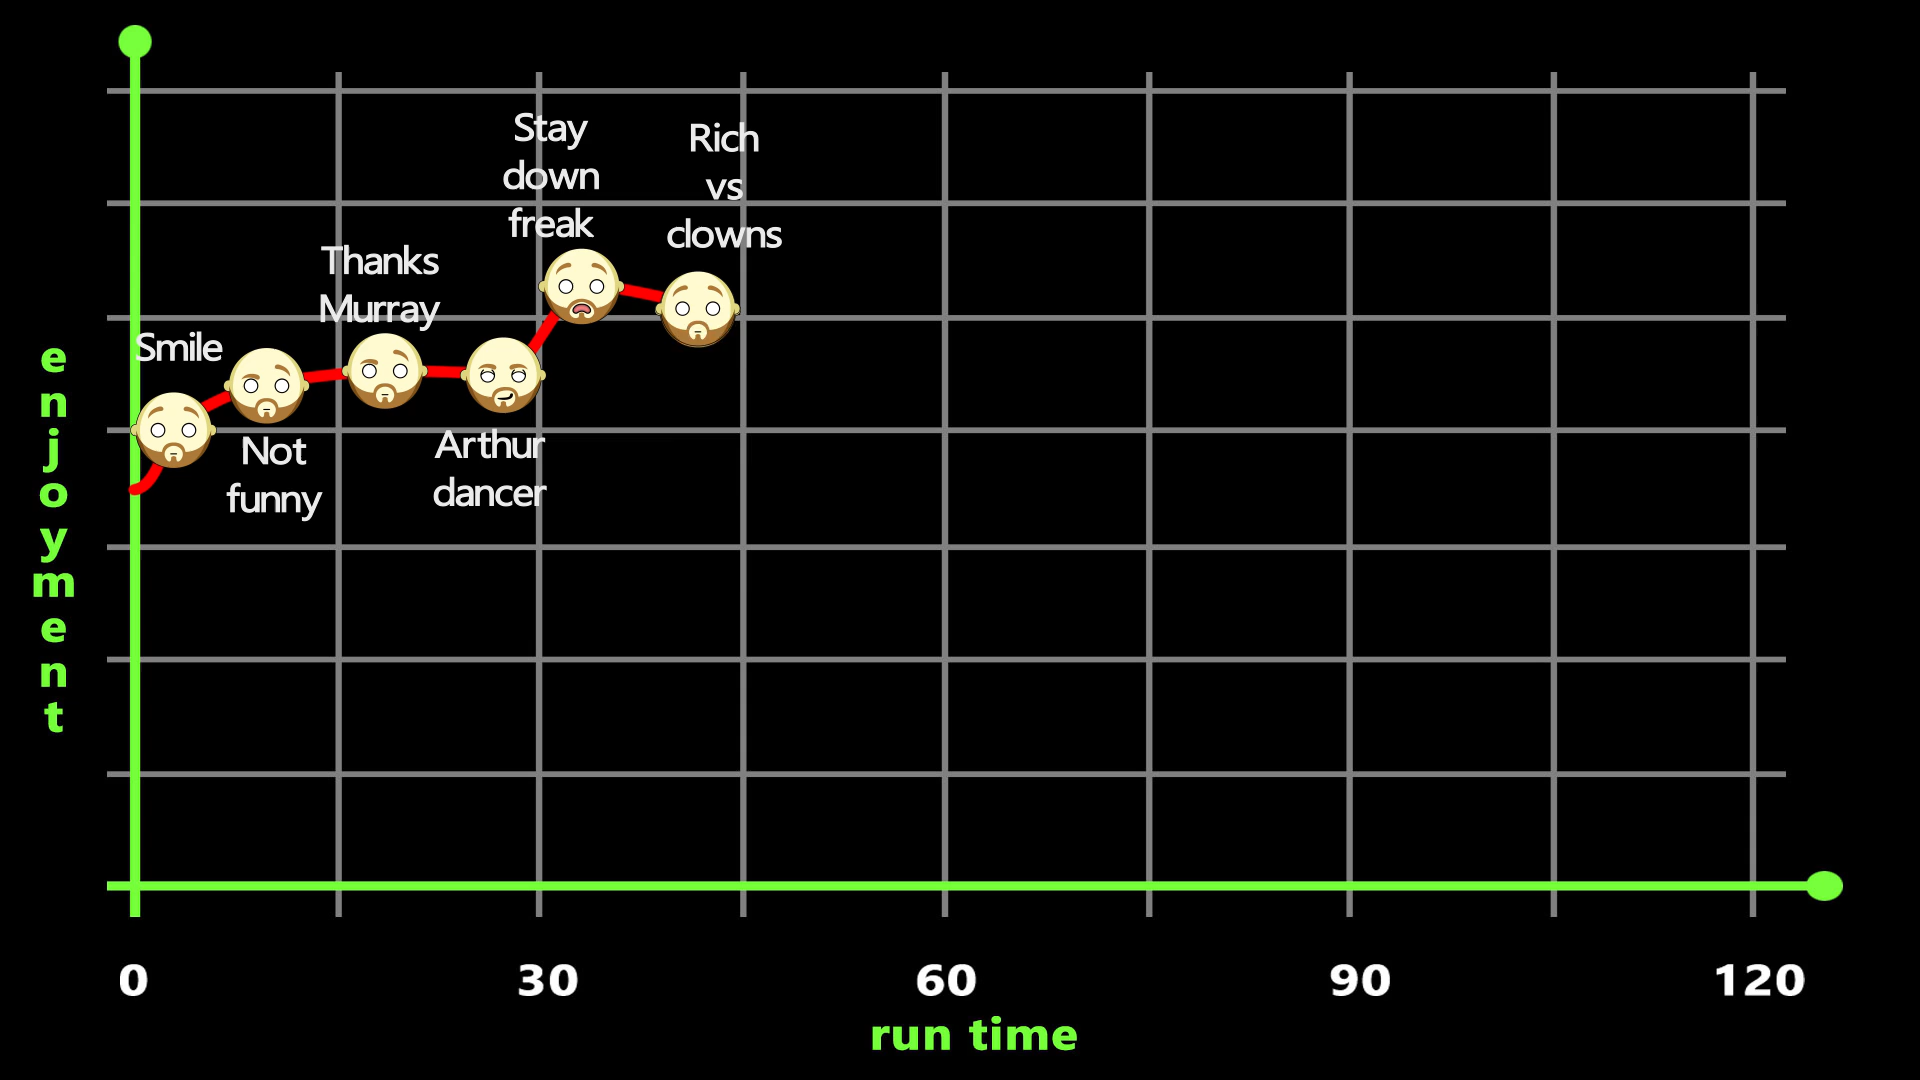 Stay
down
freak
Rich
vs
clowns
Thanks
Murray
Smile
Not
funny
Arthur
dancer
enjoyment
0
30
60
90
120
run time